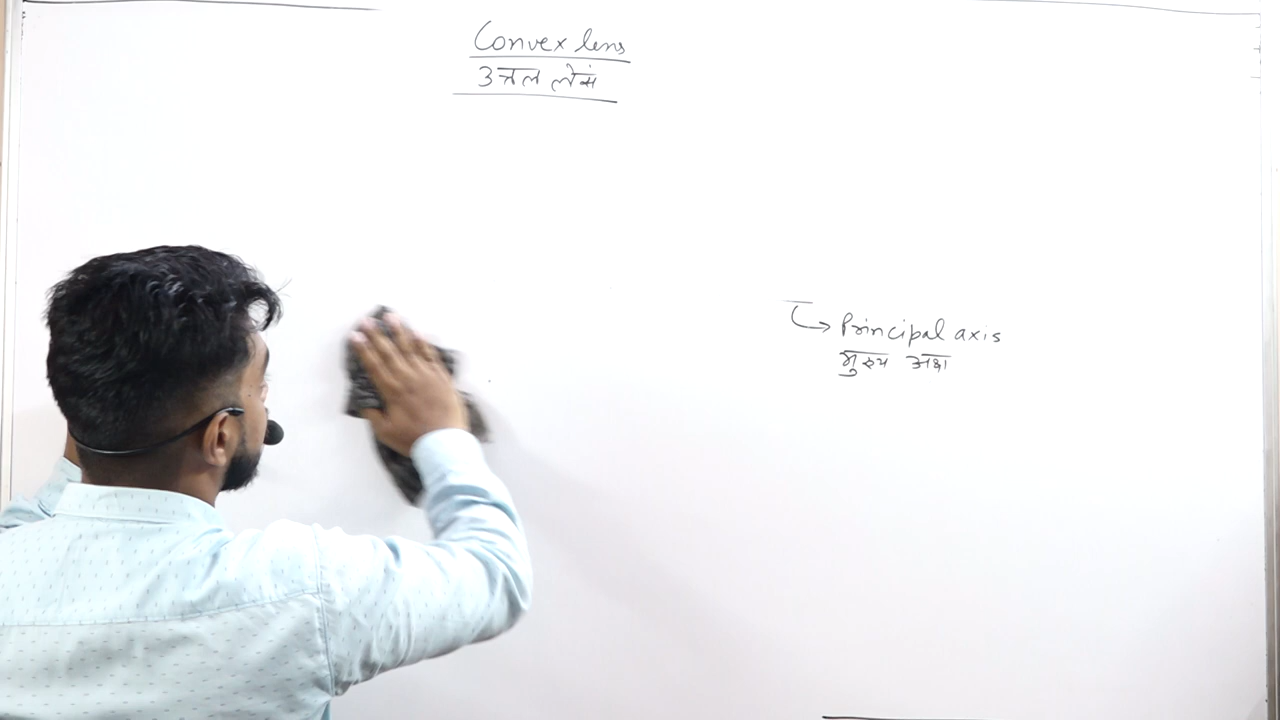 Convex lens
उत्तल लेंस
Principal axis
मुख्य अक्ष